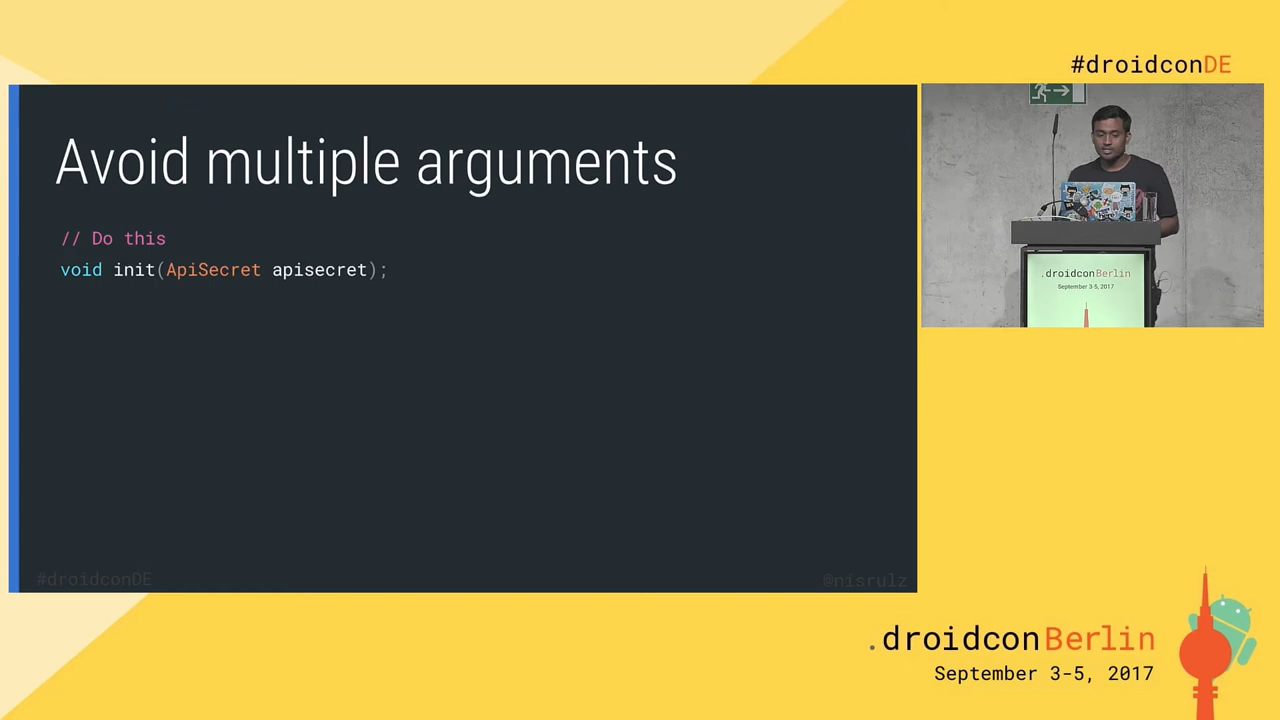 #droidconDE
Avoid multiple arguments
// Do this
void init(ApiSecret apisecret);
#droidconDE
@nisrulz
.droidconBerlin
September 3-5, 2017
.droidconBerlin
September 3-5, 2017